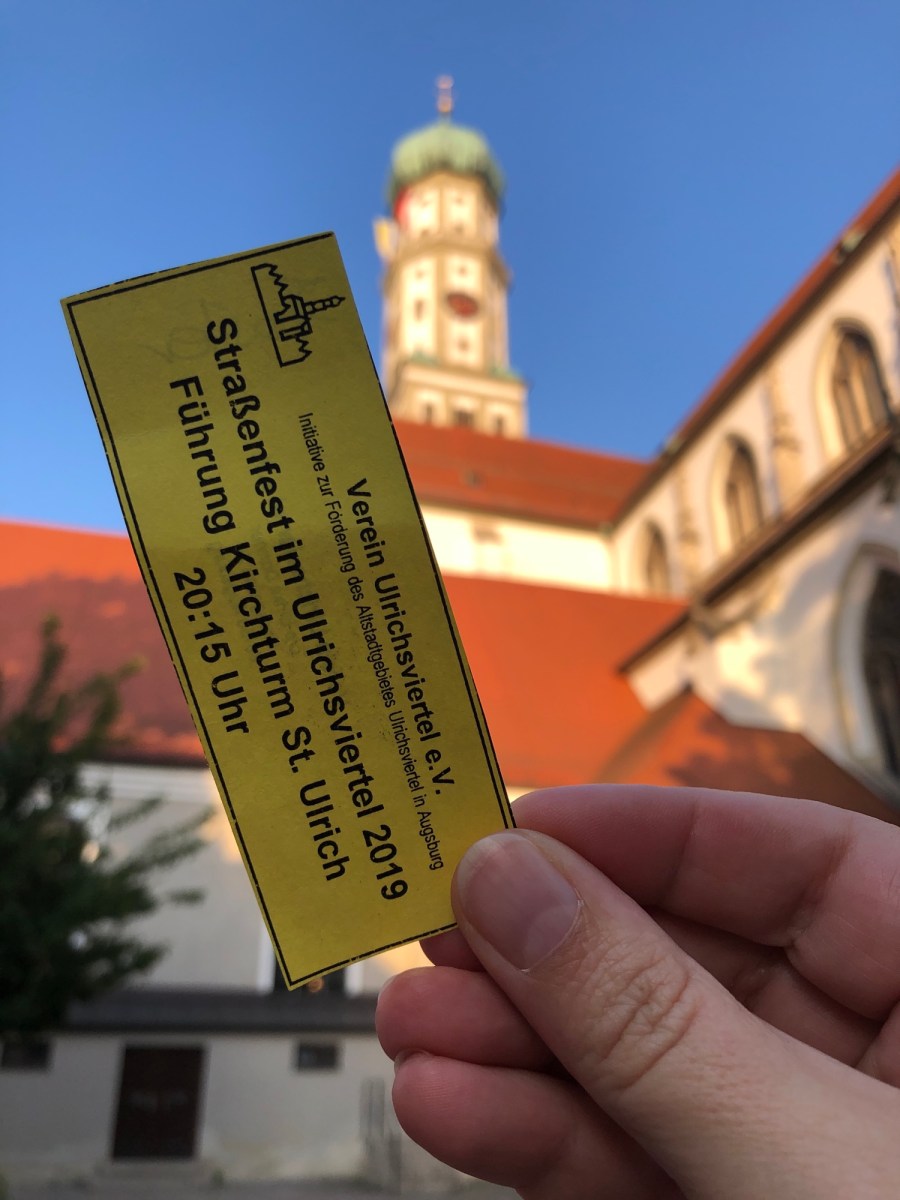 Verein Ulrichsviertel e.V.
Initiative zur Förderung des Altstadtgebietes Ulrichsviertel in Augsburg
Straßenfest im Ulrichsviertel 2019
Führung Kirchturm St. Ulrich
20:15 Uhr